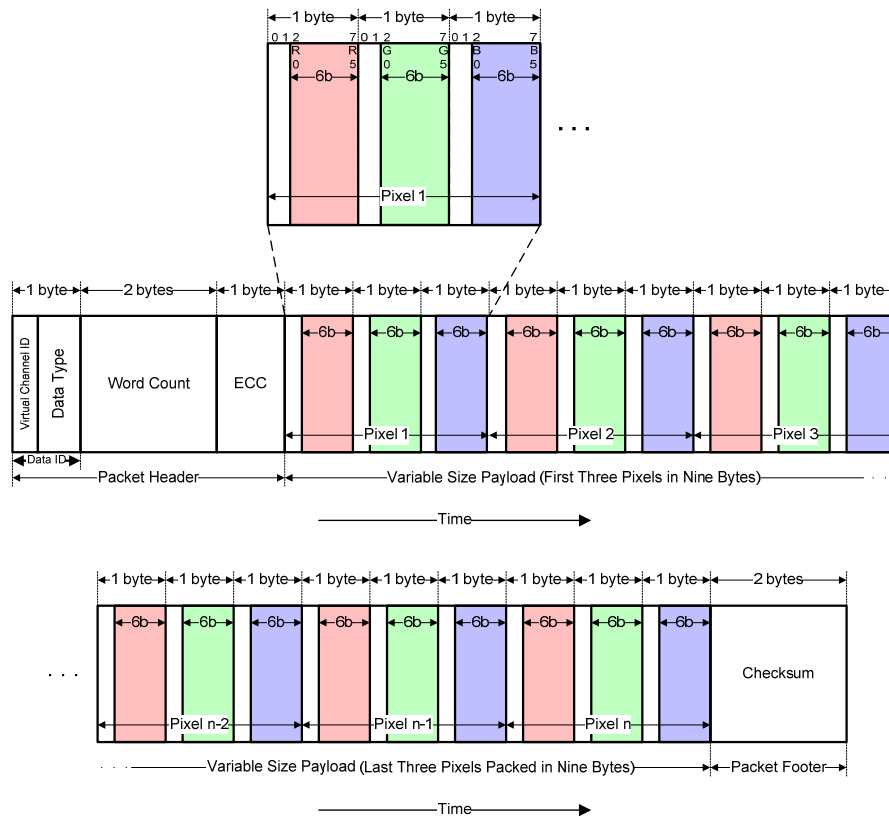 1 byte 1 byte 1 byte
0 1 2 7 0 1 2 7 0 1 2 7
R R G G B B
0 5 0 5 0 5
6b 6b 6b
. . .
Pixel 1
1 byte 2 bytes 1 byte 1 byte 1 byte 1 byte 1 byte 1 byte 1 byte 1 byte 1 byte 1 byte
6b 6b 6b 6b 6b 6b 6b 6b 6b
Virtual Channel ID
Data Type
Word Count
ECC
Pixel 1 Pixel 2 Pixel 3
Data ID
Packet Header Variable Size Payload (First Three Pixels in Nine Bytes) . . .
Time
1 byte 1 byte 1 byte 1 byte 1 byte 1 byte 1 byte 1 byte 1 byte 2 bytes
6b 6b 6b 6b 6b 6b 6b 6b 6b
. . .
Checksum
Pixel n-2 Pixel n-1 Pixel n
. . . Variable Size Payload (Last Three Pixels Packed in Nine Bytes) Packet Footer
Time